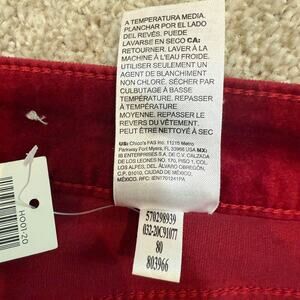 A TEMPERATURA MEDIA.
PLANCHAR POR EL LADO
DEL REVÉS. PUEDE
LAVARSE EN SECO CA:
RETOURNER. LAVER À LA
MACHINE À L'EAU FROIDE.
UTILISER SEULEMENT UN
AGENT DE BLANCHIMENT
NON CHLORÉ. SÉCHER PAR
CULBUTAGE À BASSE
TEMPÉRATURE. REPASSER
À TEMPÉRATURE
MOYENNE. REPASSER LE
REVERS DU VÊTEMENT.
PEUT ÊTRE NETTOYÉ À SEC
US: Chico's FAS Inc. 11215 Metro
Parkway Fort Myers, FL 33966 USA MX:
IB ENTERPRISES S.A. DE C.V. CALZADA
DE LOS LEONES NO. 170, PISO 1, COL
LOS ALPES, DEL. ÁLVARO OBREGÓN,
C.P. 01010, CIUDAD DE MÉXICO,
MÉXICO. RFC: IEN1701241PA
570298939
032-20C91077
80
803966
HO01/20